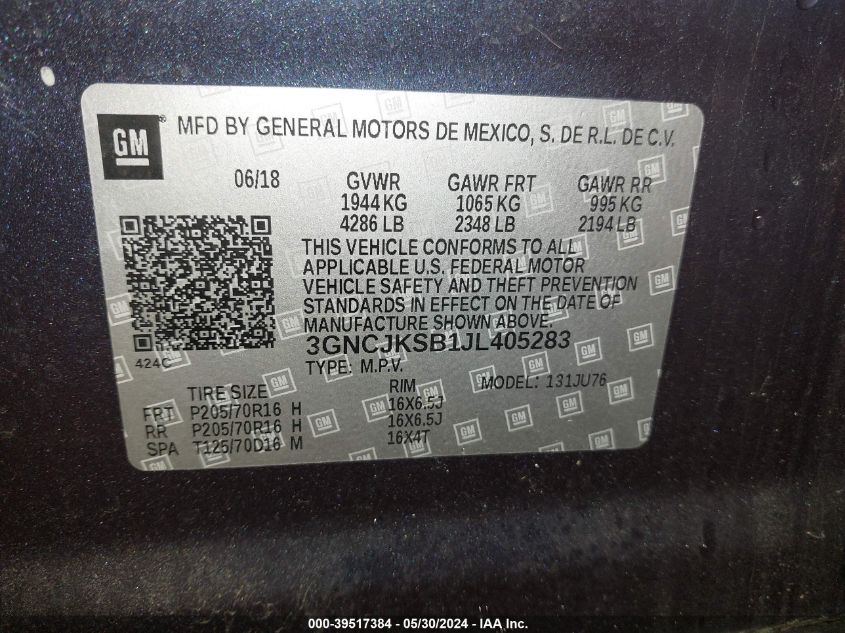 GM ® MFD BY GENERAL MOTORS DE MEXICO, S. DE R.L. DE C.V.
06/18 GVWR GAWR FRT GAWR RR
1944 KG 1065 KG 995 KG
4286 LB 2348 LB 2194 LB
THIS VEHICLE CONFORMS TO ALL
APPLICABLE U.S. FEDERAL MOTOR
VEHICLE SAFETY AND THEFT PREVENTION
STANDARDS IN EFFECT ON THE DATE OF
MANUFACTURE SHOWN ABOVE.
3GNCJKSB1JL405283
424C
TYPE: M.P.V. MODEL: 131JU76
TIRE SIZE RIM
FRT P205/70R16 H 16X6.5J
RR P205/70R16 H 16X6.5J
SPA T125/70D16 M 16X4T
000-39517384 - 05/30/2024 - IAA Inc.